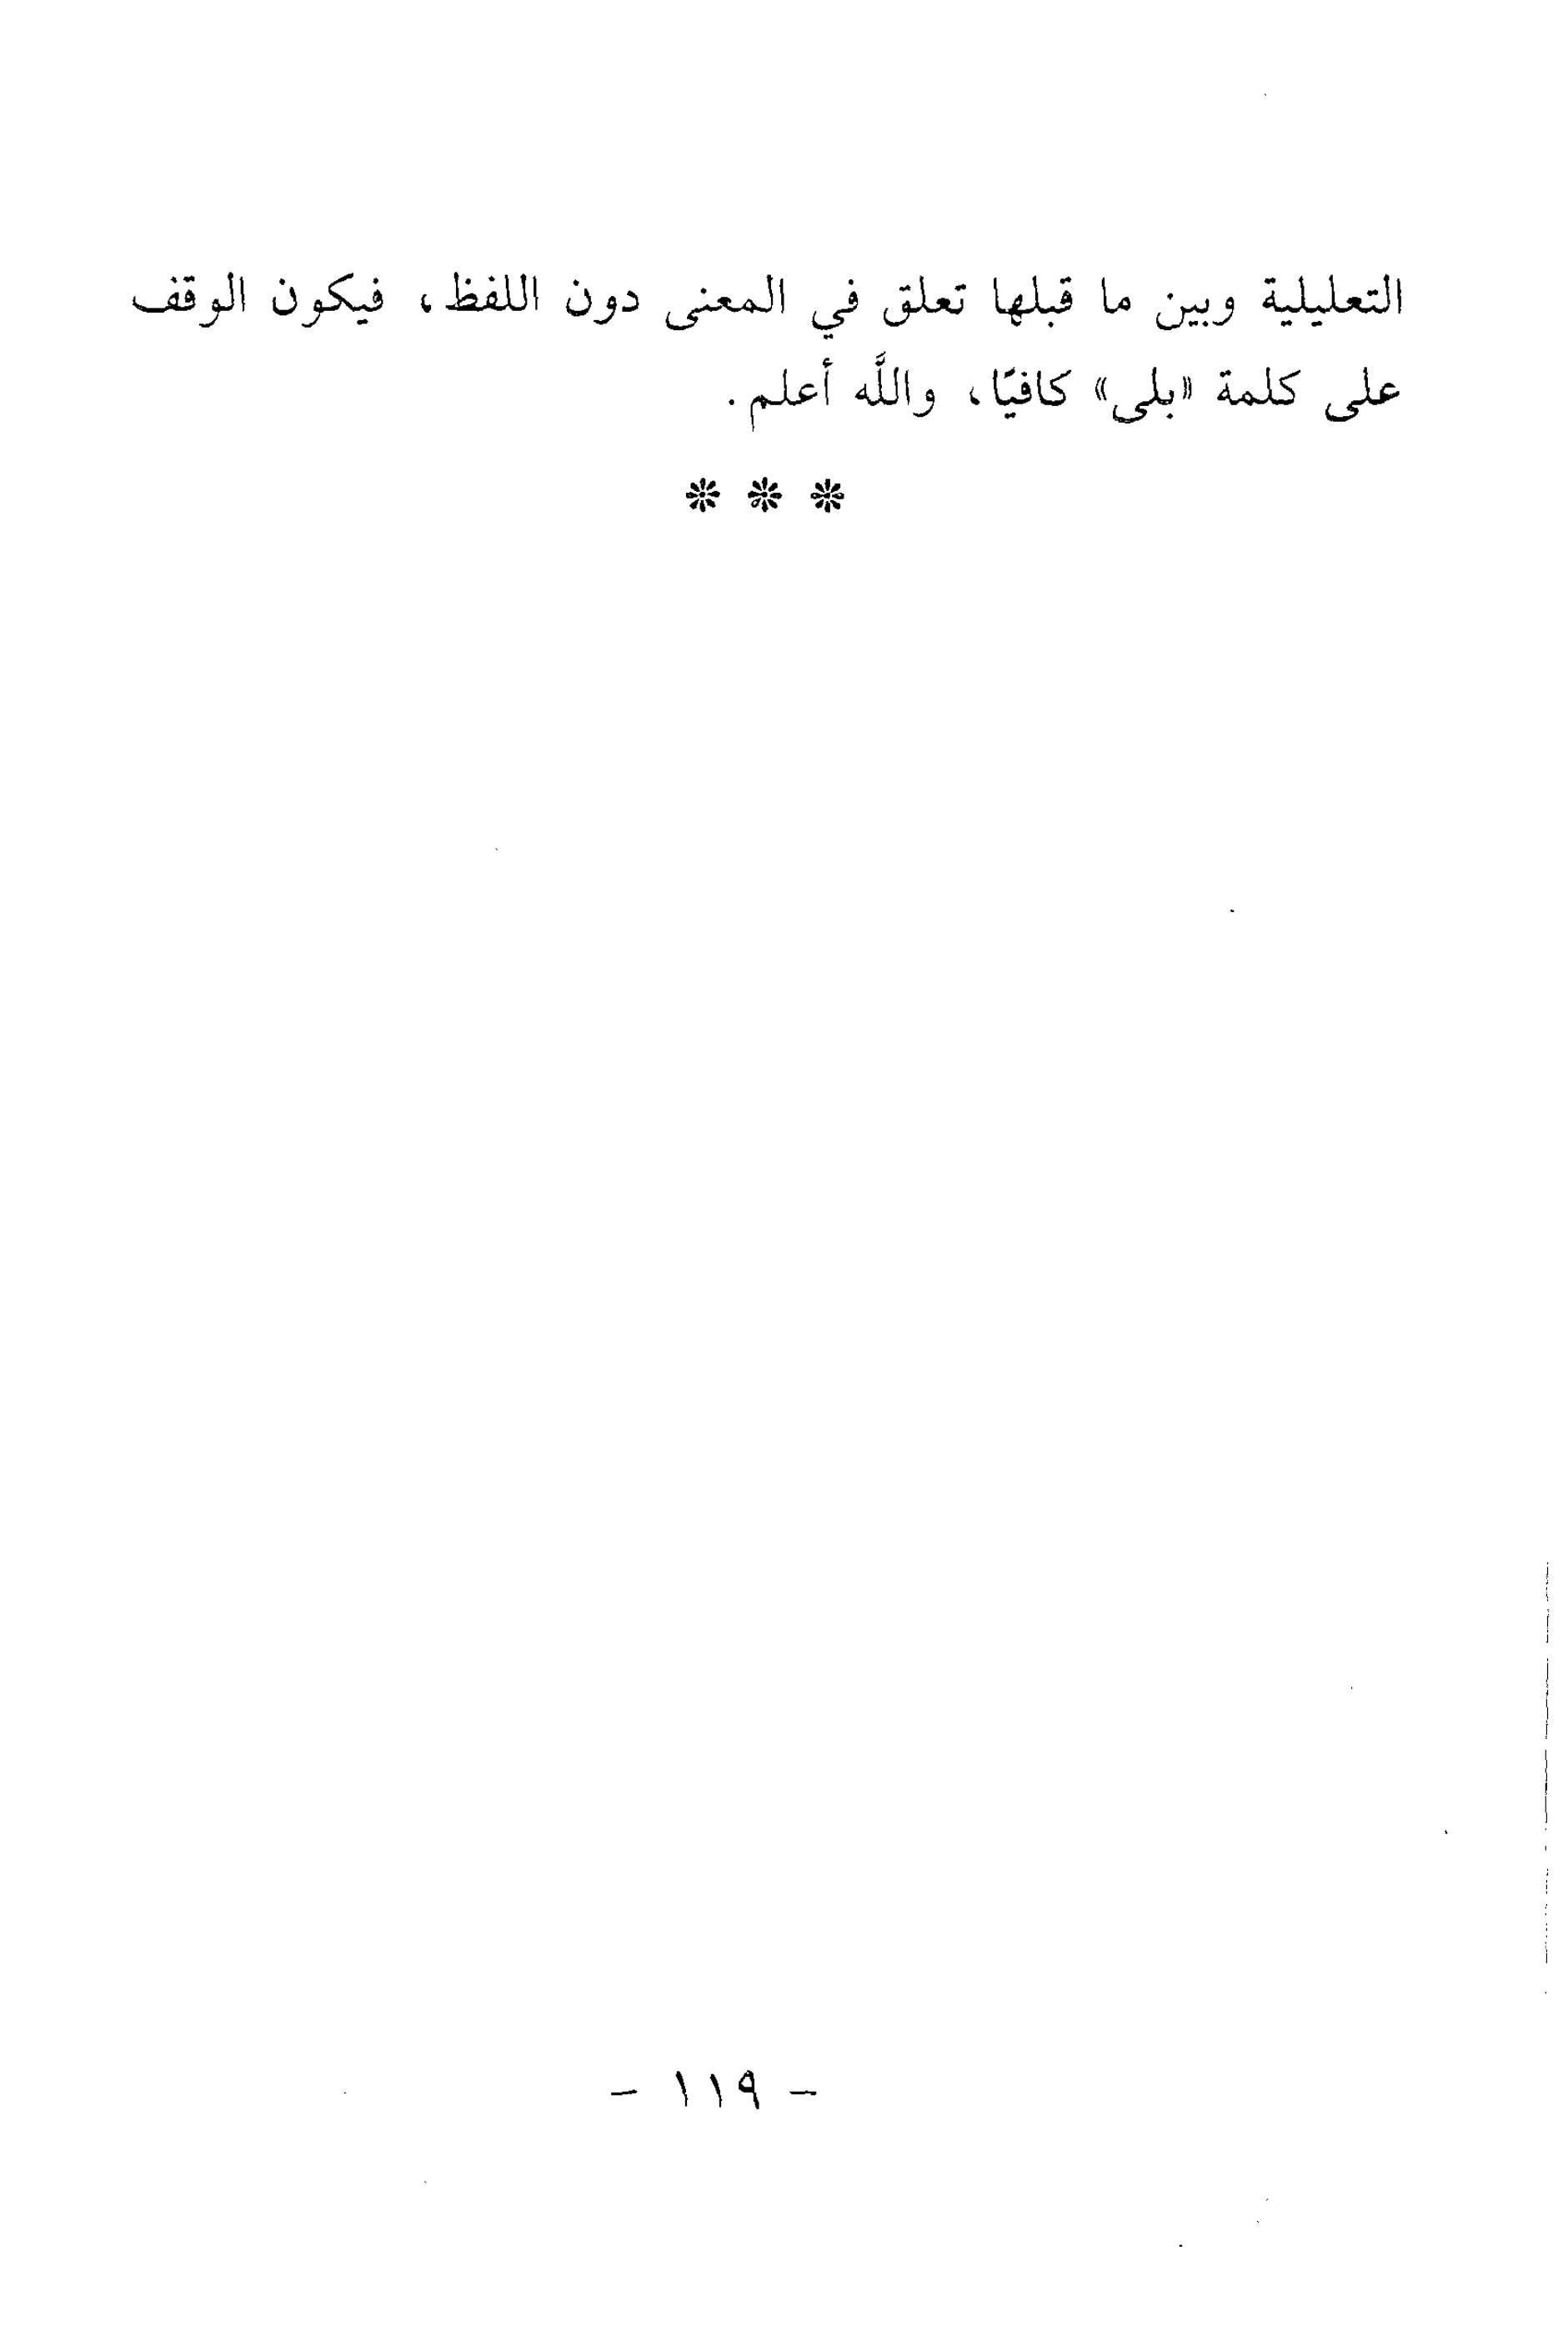 التعليلية وبين ما قبلها تعلق في المعنى دون اللفظ، فيكون الوقف
على كلمة «بلى» كافيًا، واللَّه أعلم.
* * *
- ١١٩ -